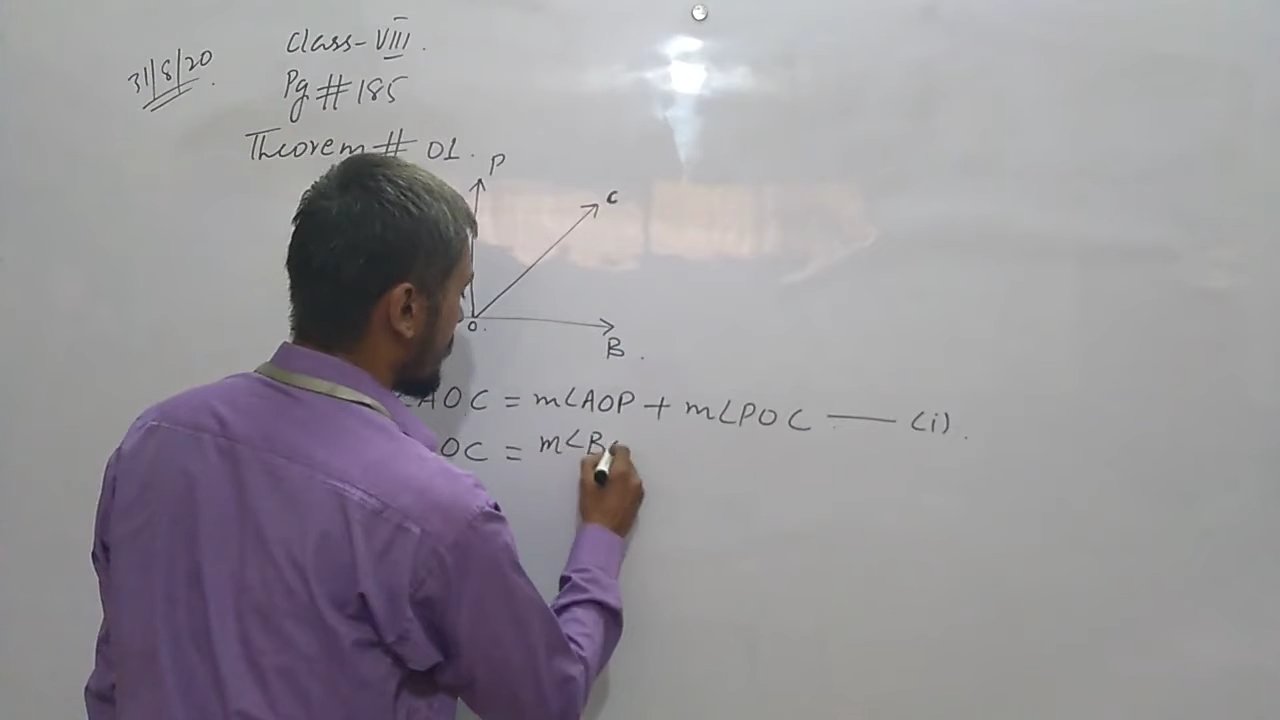 31/8/20
Class-VIII.
Pg # 185
Theorem # 01.
P
C
O.
B.
∠AOC = m∠AOP + m∠POC —— (i).
OC = m∠B